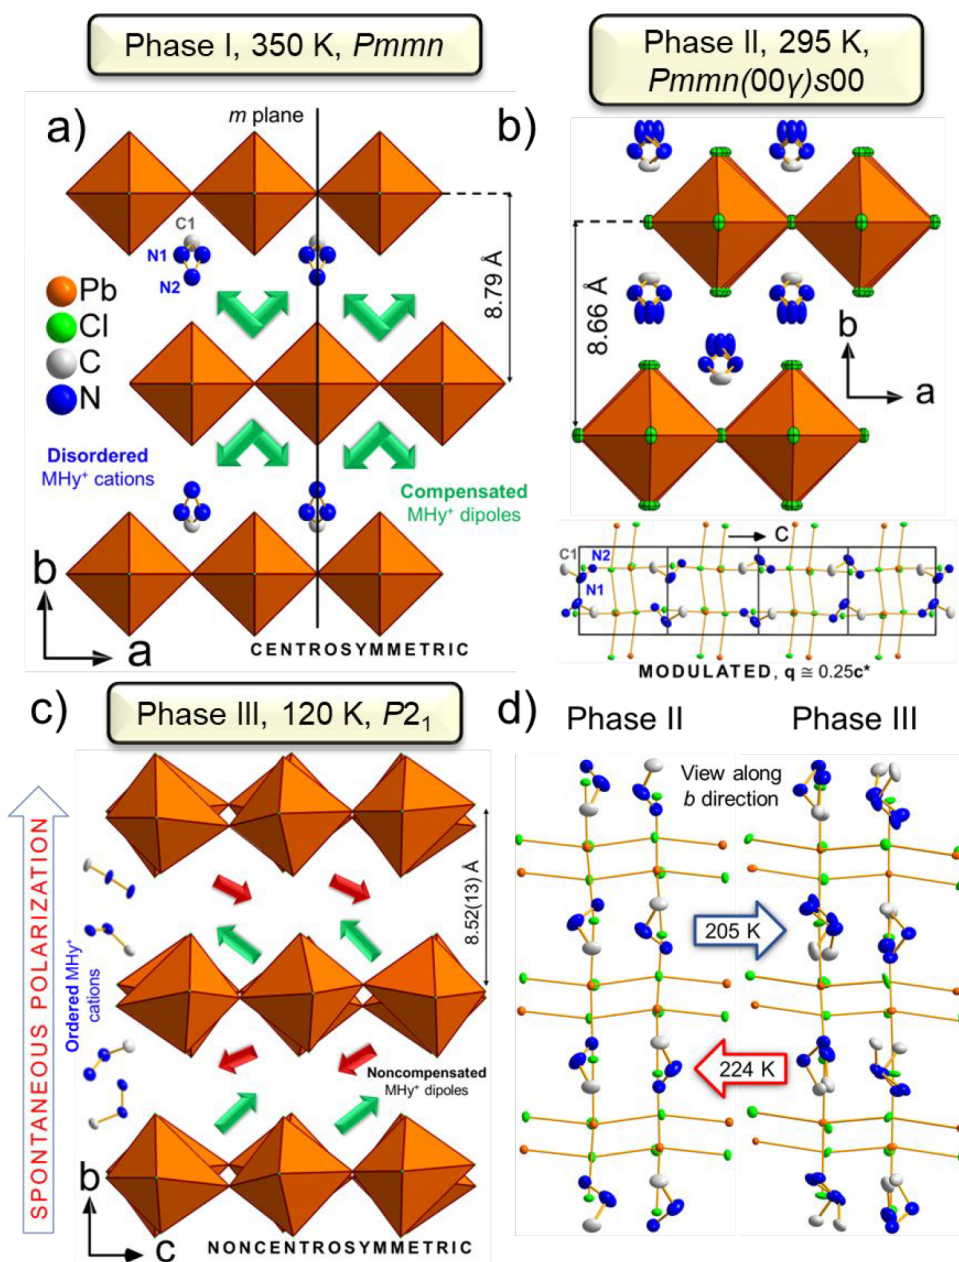 Phase I, 350 K, Pmmn
a)
m plane
C1
N1
N2
8.79 Å
Pb
Cl
C
N
Disordered
MHy⁺ cations
Compensated
MHy⁺ dipoles
b
a
CENTROSYMMETRIC
Phase II, 295 K,
Pmmn(00γ)s00
b)
8.66 Å
b
a
c
C1
N2
N1
MODULATED, q ≅ 0.25c*
c)
Phase III, 120 K, P2₁
SPONTANEOUS POLARIZATION
Ordered MHy⁺
cations
8.52(13) Å
Noncompensated
MHy⁺ dipoles
b
c
NONCENTROSYMMETRIC
d)
Phase II
Phase III
View along
b direction
205 K
224 K